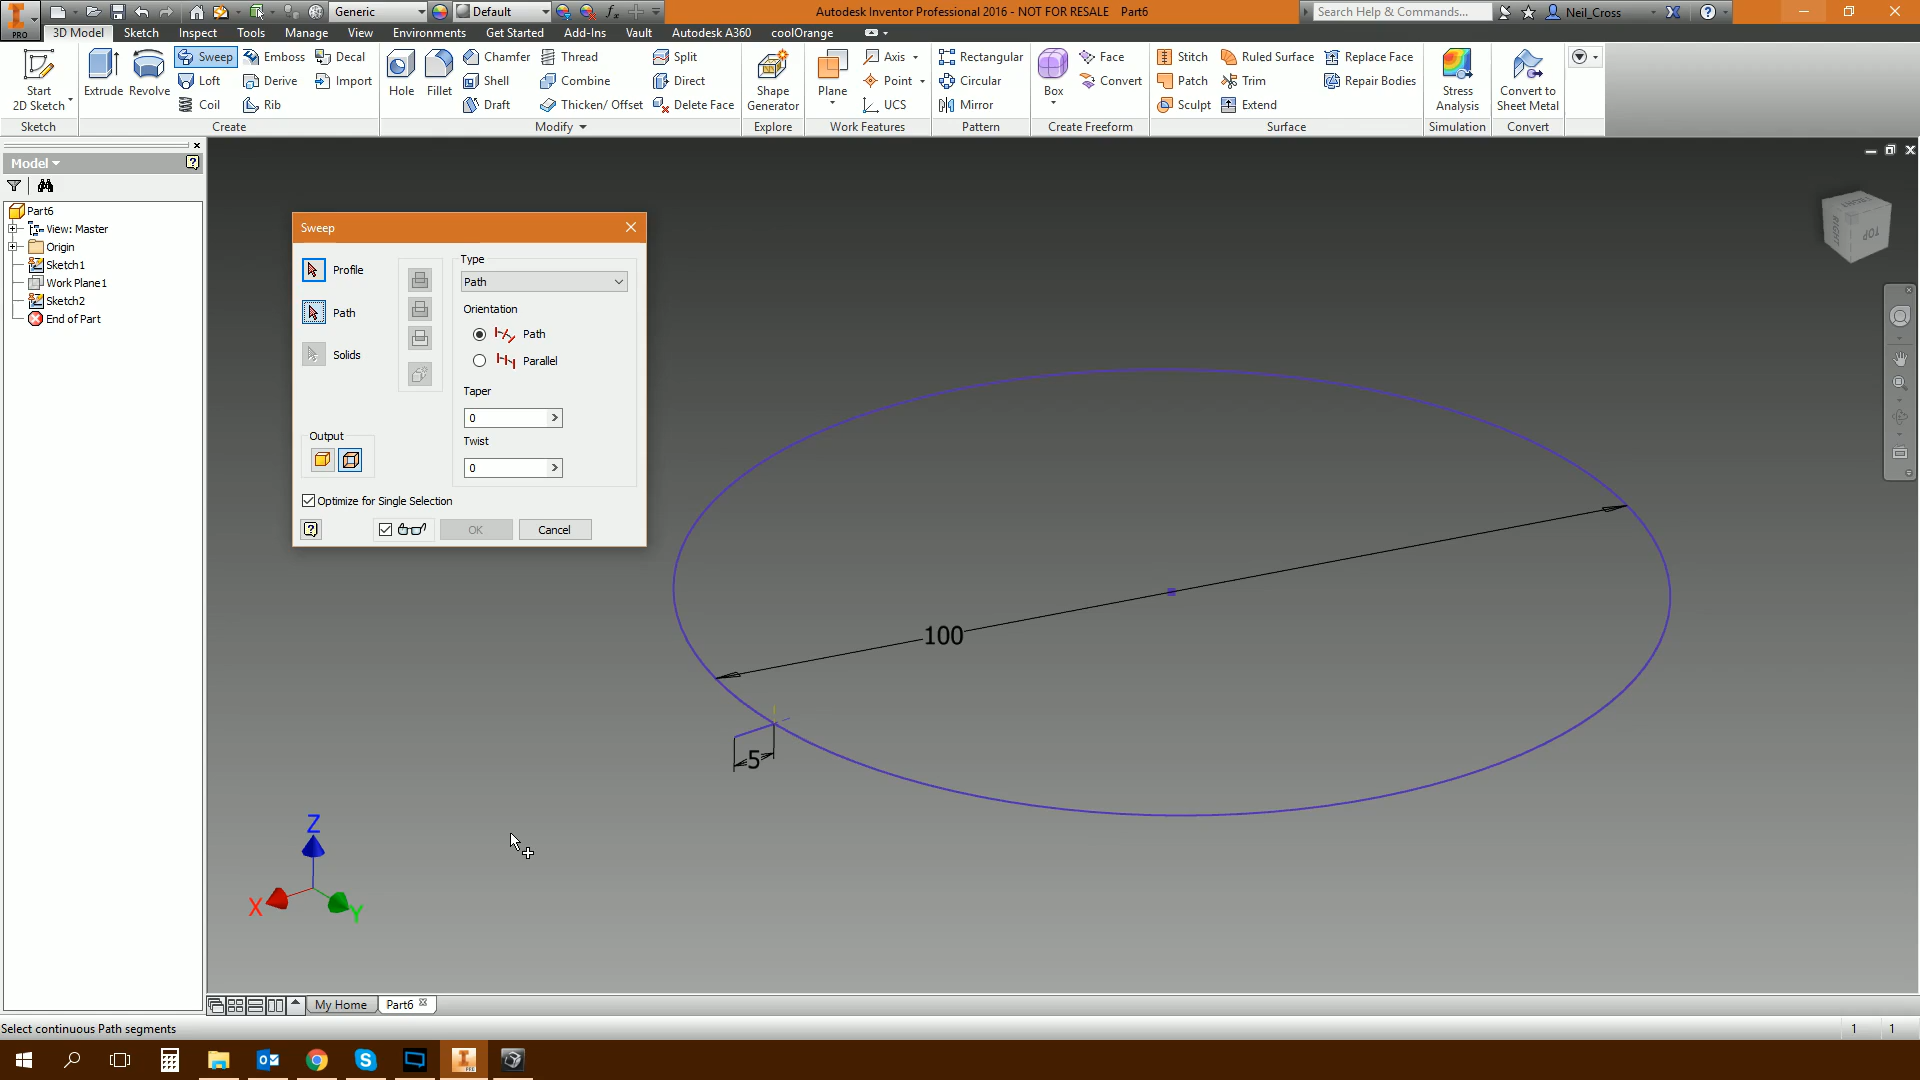 Generic
Default
Autodesk Inventor Professional 2016 - NOT FOR RESALE Part6
Search Help & Commands...
Neil_Cross
PRO
3D Model Sketch Inspect Tools Manage View Environments Get Started Add-Ins Vault Autodesk A360 coolOrange
Start
2D Sketch
Extrude
Revolve
Sweep
Loft
Coil
Emboss
Derive
Rib
Decal
Import
Hole
Fillet
Chamfer
Shell
Draft
Thread
Combine
Thicken/ Offset
Split
Direct
Delete Face
Shape
Generator
Plane
Axis
Point
UCS
Rectangular
Circular
Mirror
Box
Face
Convert
Stitch
Patch
Sculpt
Ruled Surface
Trim
Extend
Replace Face
Repair Bodies
Stress
Analysis
Convert to
Sheet Metal
Sketch Create Modify Explore Work Features Pattern Create Freeform Surface Simulation Convert
Model
Part6
View: Master
Origin
Sketch1
Work Plane1
Sketch2
End of Part
Sweep
Profile
Path
Solids
Output
Type
Path
Orientation
Path
Parallel
Taper
0
Twist
0
Optimize for Single Selection
OK
Cancel
RIGHT
TOP
100
5
Z
X
Y
My Home
Part6
Select continuous Path segments
1 1